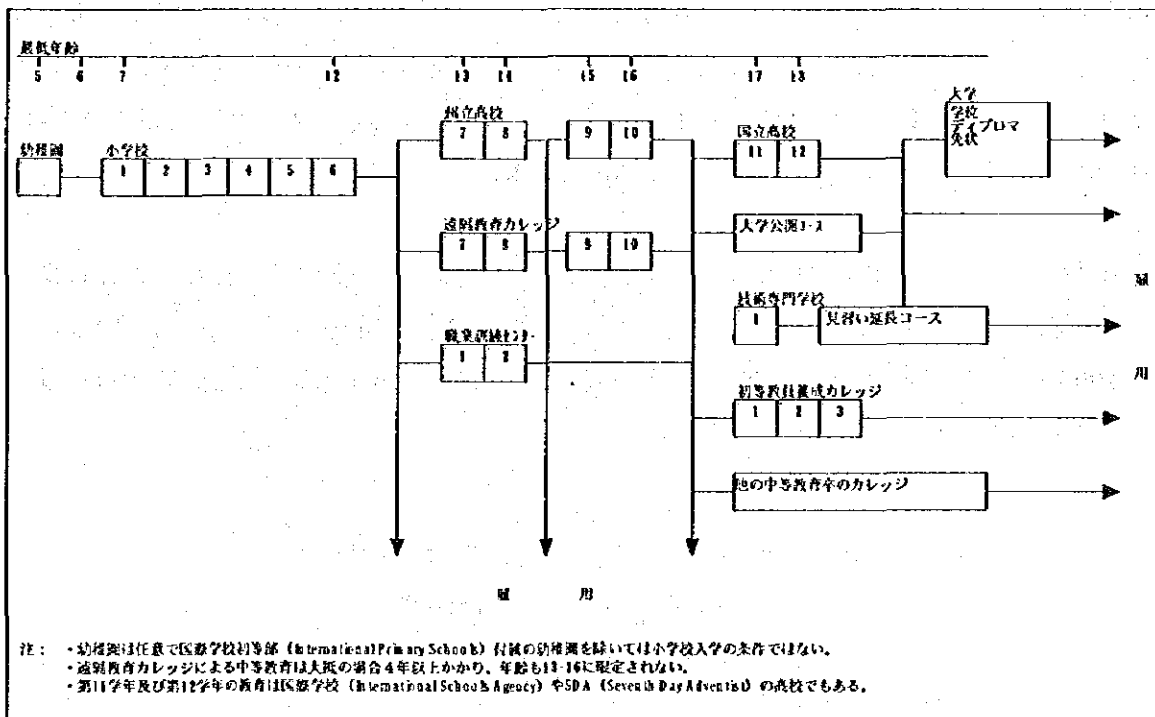 最低年齢
5 6 7 12 13 14 15 16 17 18
大学
学校
ディプロマ
免状
国立高校
7 8 9 10
国立高校
11 12
幼稚園 小学校
1 2 3 4 5 6
遠隔教育カレッジ
7 8 9 10
大学公開コース
技術専門学校
1 見習い延長コース
職業訓練センター
1 2
初等教員養成カレッジ
1 2 3
他の中等教育卒のカレッジ
雇用
雇用
注: ・幼稚園は任意で国際学校初等部 (International Primary Schools) 付属の幼稚園を除いては小学校入学の条件ではない。
・遠隔教育カレッジによる中等教育は大抵の場合4年以上かかり、年齢も13-16に限定されない。
・第11学年及び第12学年の教育は国際学校 (International Schools Agency) やSDA (Seventh Day Adventist) の高校でもある。